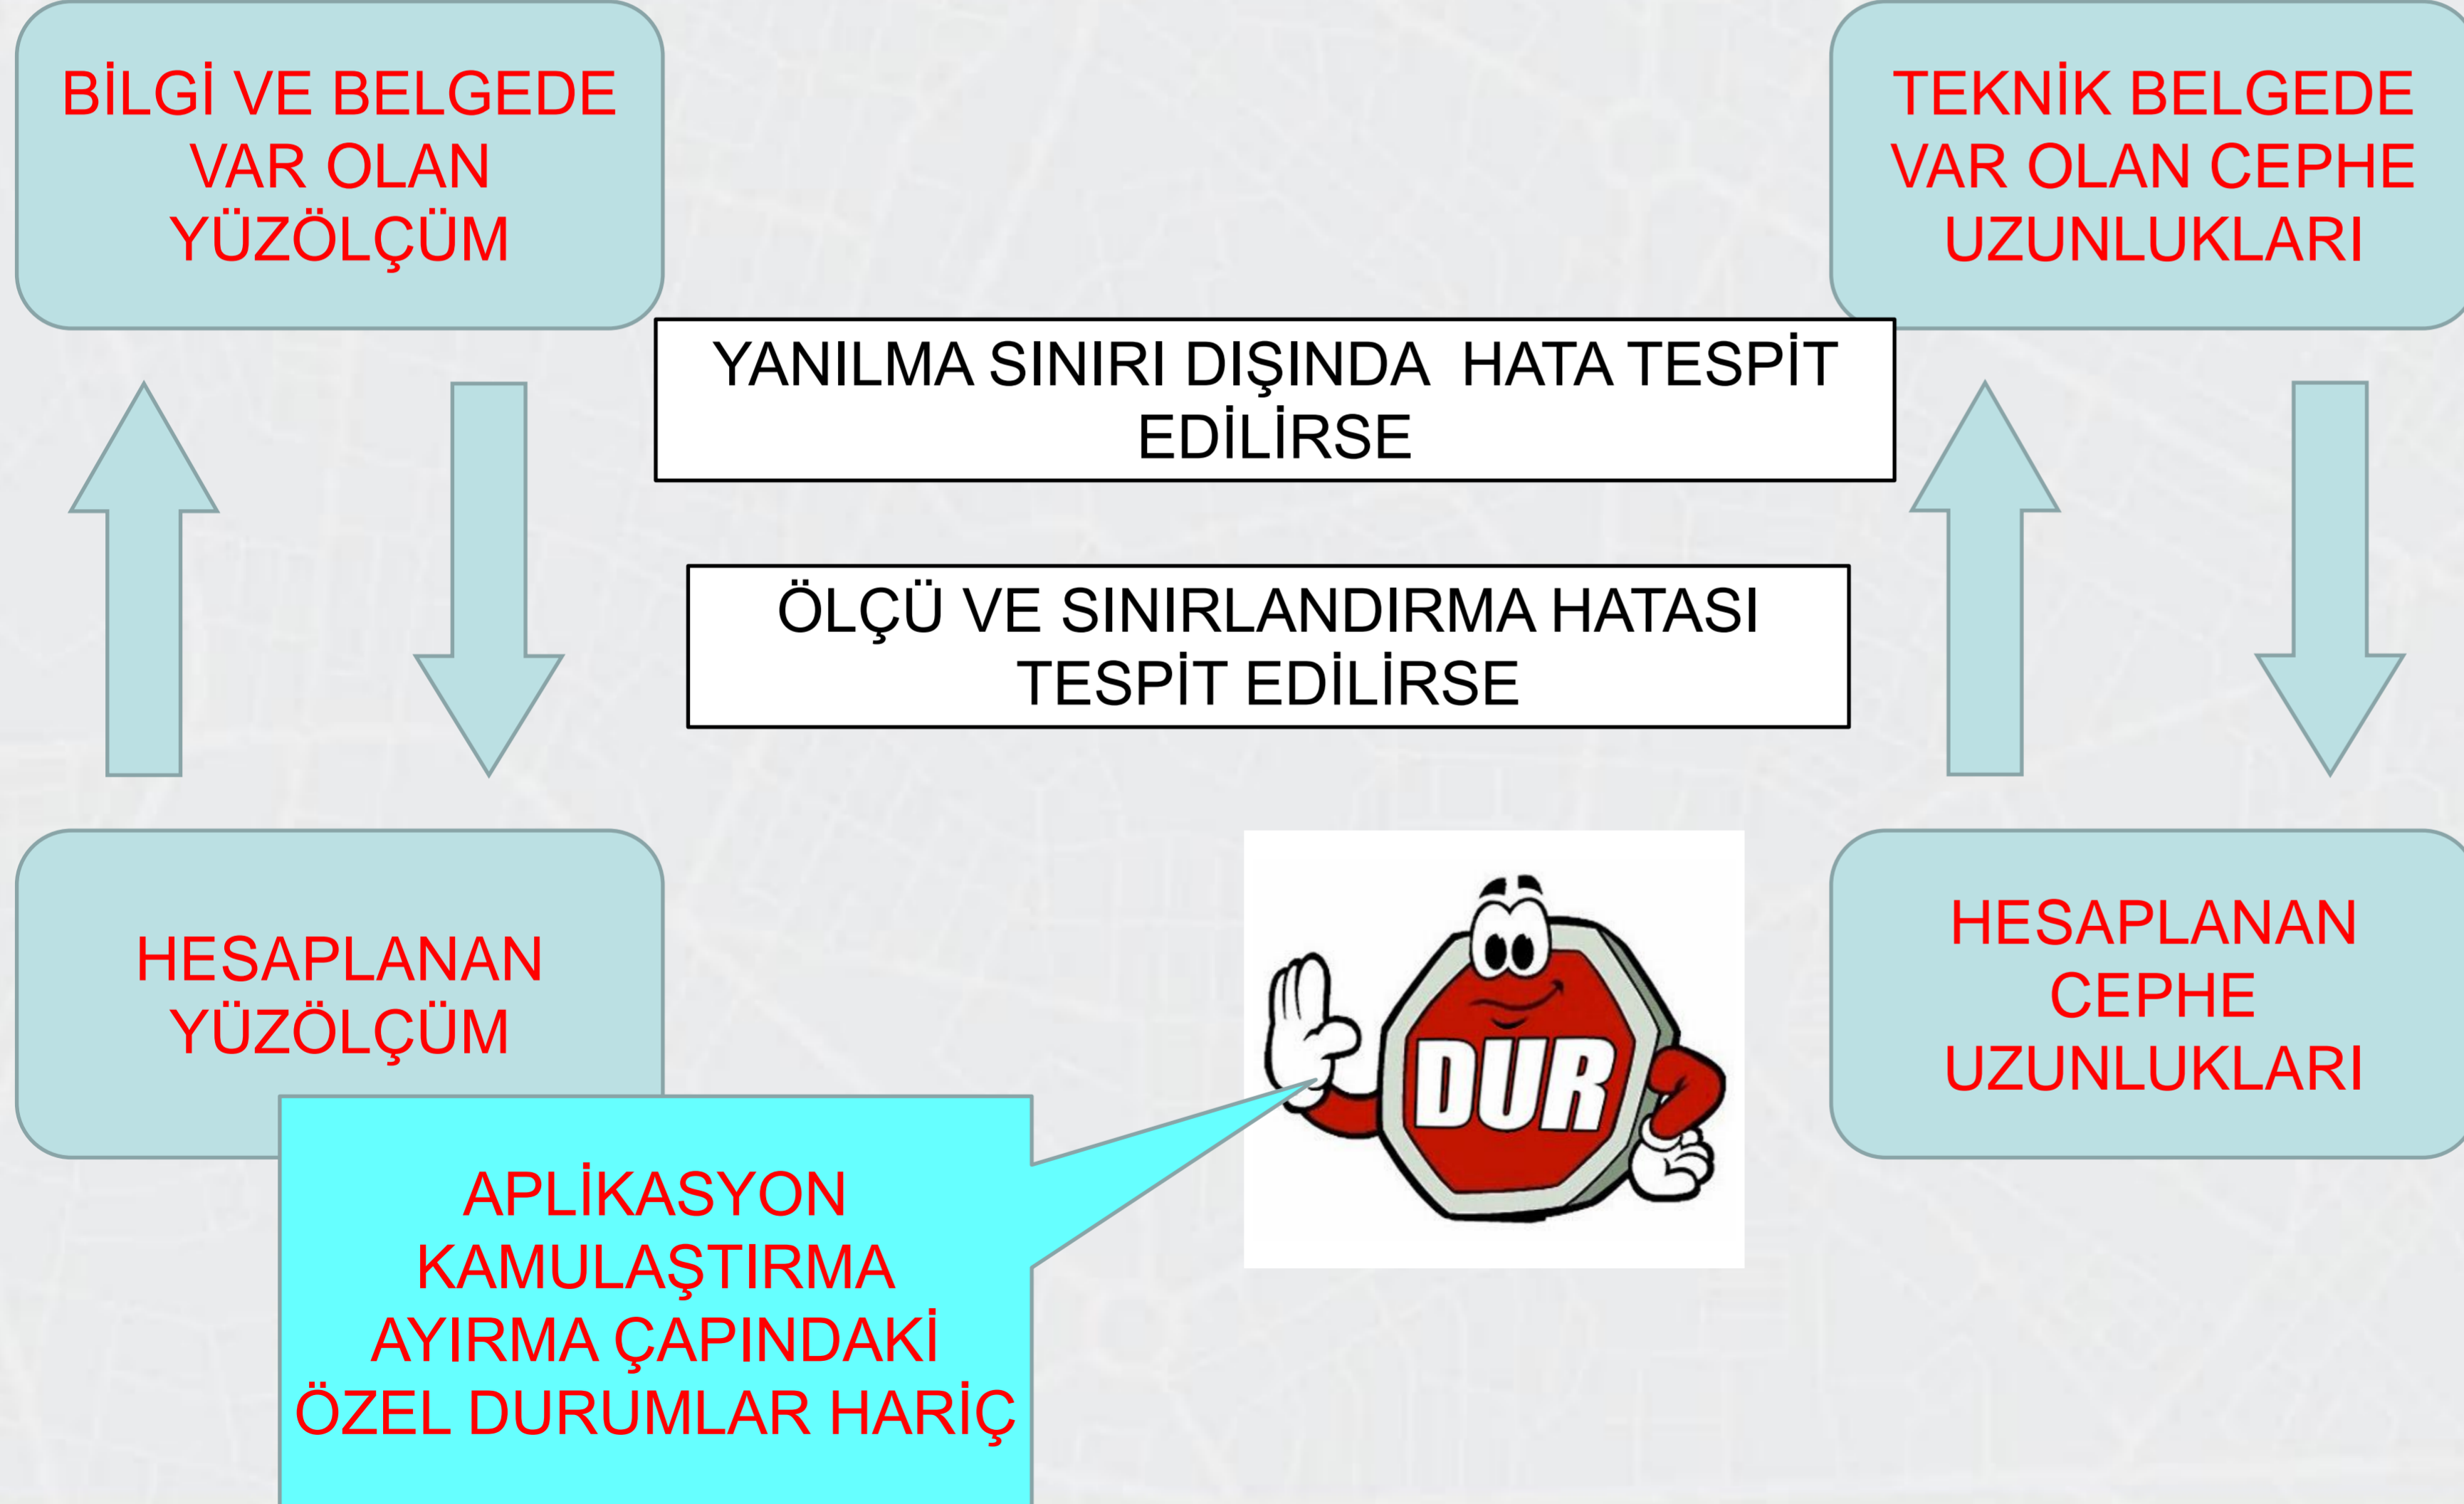 BİLGİ VE BELGEDE
VAR OLAN
YÜZÖLÇÜM
TEKNİK BELGEDE
VAR OLAN CEPHE
UZUNLUKLARI
YANILMA SINIRI DIŞINDA HATA TESPİT
EDİLİRSE
ÖLÇÜ VE SINIRLANDIRMA HATASI
TESPİT EDİLİRSE
HESAPLANAN
YÜZÖLÇÜM
DUR
HESAPLANAN
CEPHE
UZUNLUKLARI
APLİKASYON
KAMULAŞTIRMA
AYIRMA ÇAPINDAKİ
ÖZEL DURUMLAR HARİÇ